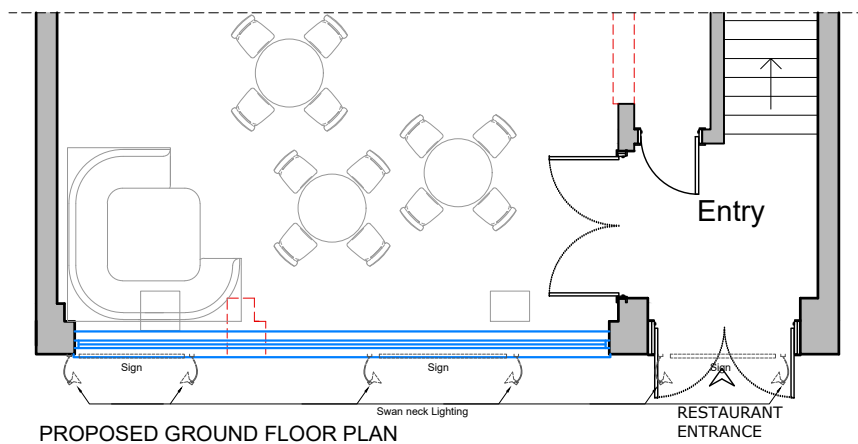 Entry
Sign
Sign
Sign
Swan neck Lighting
RESTAURANT
ENTRANCE
PROPOSED GROUND FLOOR PLAN